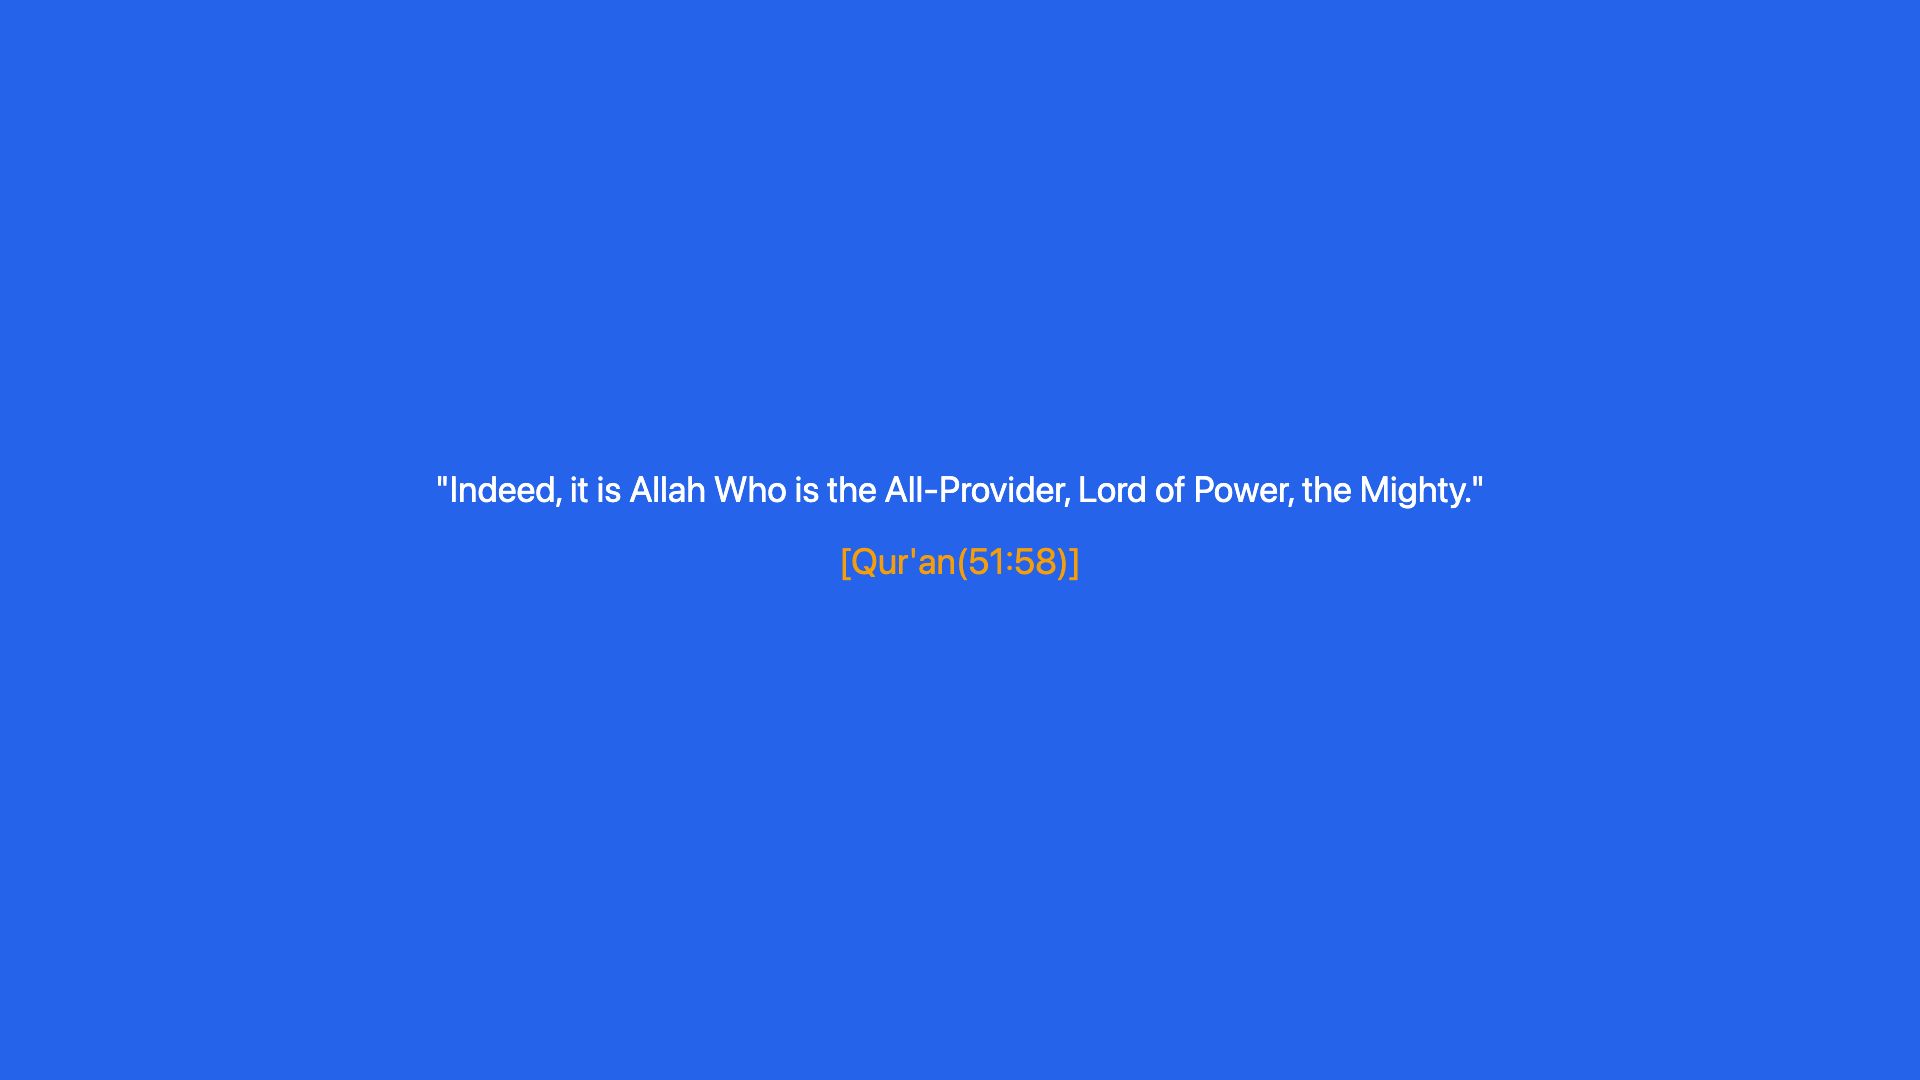 "Indeed, it is Allah Who is the All-Provider, Lord of Power, the Mighty."
[Qur'an(51:58)]